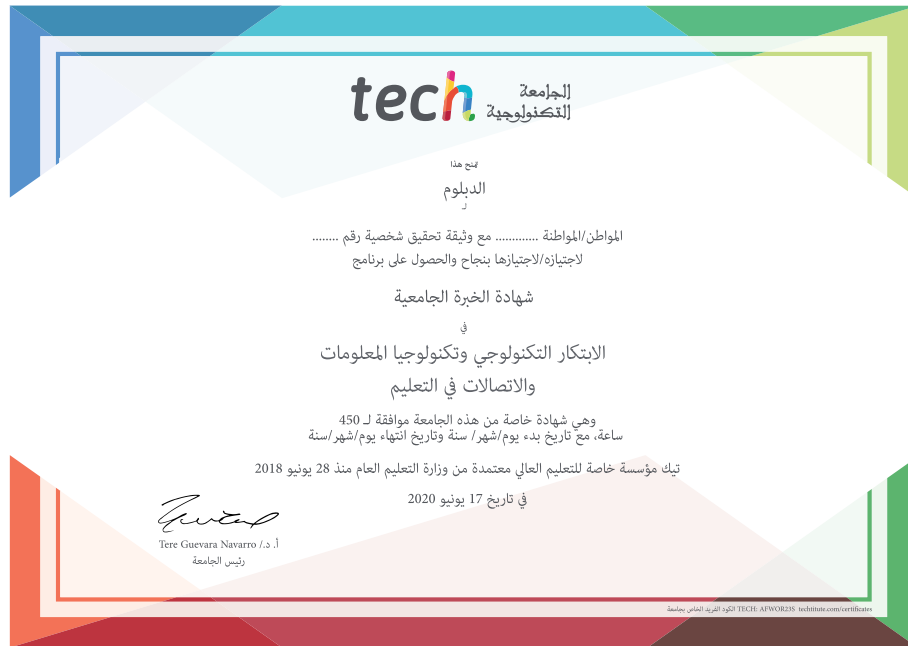 tech الجامعة
التكنولوجية
يمنح هذا
الدبلوم
لـ
المواطن/المواطنة ............. مع وثيقة تحقيق شخصية رقم ........
لاجتيازه/لاجتيازها بنجاح والحصول على برنامج
شهادة الخبرة الجامعية
في
الابتكار التكنولوجي وتكنولوجيا المعلومات
والاتصالات في التعليم
وهي شهادة خاصة من هذه الجامعة موافقة لـ 450
ساعة، مع تاريخ بدء يوم/شهر/ سنة وتاريخ انتهاء يوم/شهر/سنة
تيك مؤسسة خاصة للتعليم العالي معتمدة من وزارة التعليم العام منذ 28 يونيو 2018
في تاريخ 17 يونيو 2020
أ. د./ Tere Guevara Navarro
رئيس الجامعة
الكود الفريد الخاص بجامعة TECH: AFWOR23S techtitute.com/certificates